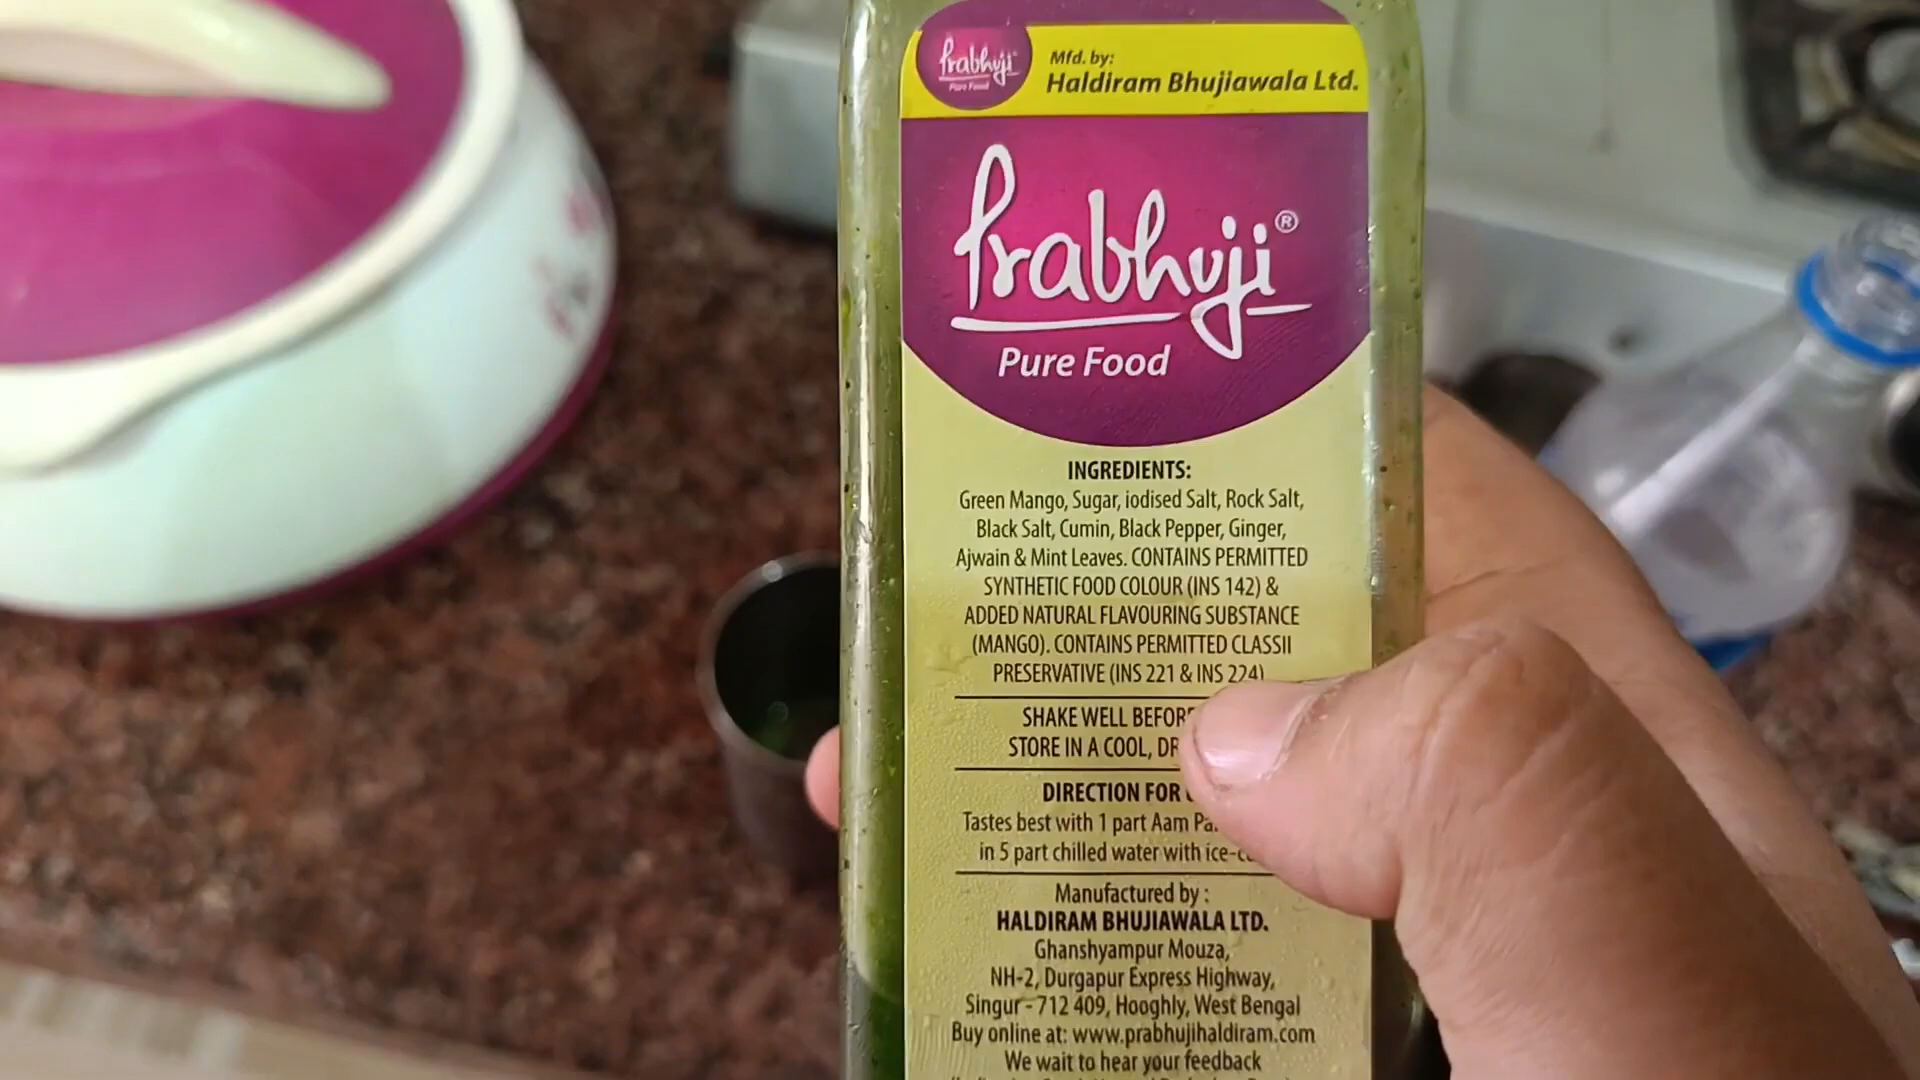 Prabhuji
Pure Food
Mfd. by:
Haldiram Bhujiawala Ltd.
Prabhuji®
Pure Food
INGREDIENTS:
Green Mango, Sugar, iodised Salt, Rock Salt,
Black Salt, Cumin, Black Pepper, Ginger,
Ajwain & Mint Leaves. CONTAINS PERMITTED
SYNTHETIC FOOD COLOUR (INS 142) &
ADDED NATURAL FLAVOURING SUBSTANCE
(MANGO). CONTAINS PERMITTED CLASSII
PRESERVATIVE (INS 221 & INS 224)
SHAKE WELL BEFORE
STORE IN A COOL,
DIRECTION FOR
Tastes best with 1 part Aam
in 5 part chilled water with
Manufactured by :
HALDIRAM BHUJIAWALA LTD.
Ghanshyampur Mouza,
NH-2, Durgapur Express Highway,
Singur - 712 409, Hooghly, West Bengal
Buy online at: www.prabhujihaldiram.com
We wait to hear your feedback